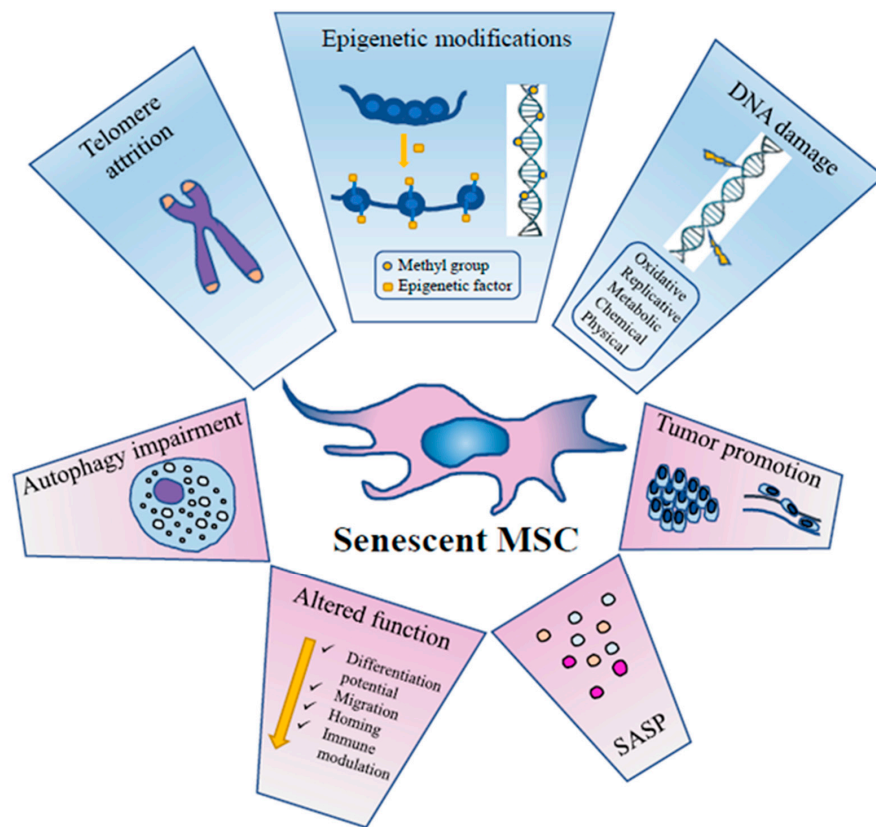 Epigenetic modifications
Methyl group
Epigenetic factor
Telomere
attrition
DNA damage
Oxidative
Replicative
Metabolic
Chemical
Physical
Autophagy impairment
Senescent MSC
Tumor promotion
Altered function
✓ Differentiation
potential
✓ Migration
✓ Homing
✓ Immune
modulation
SASP